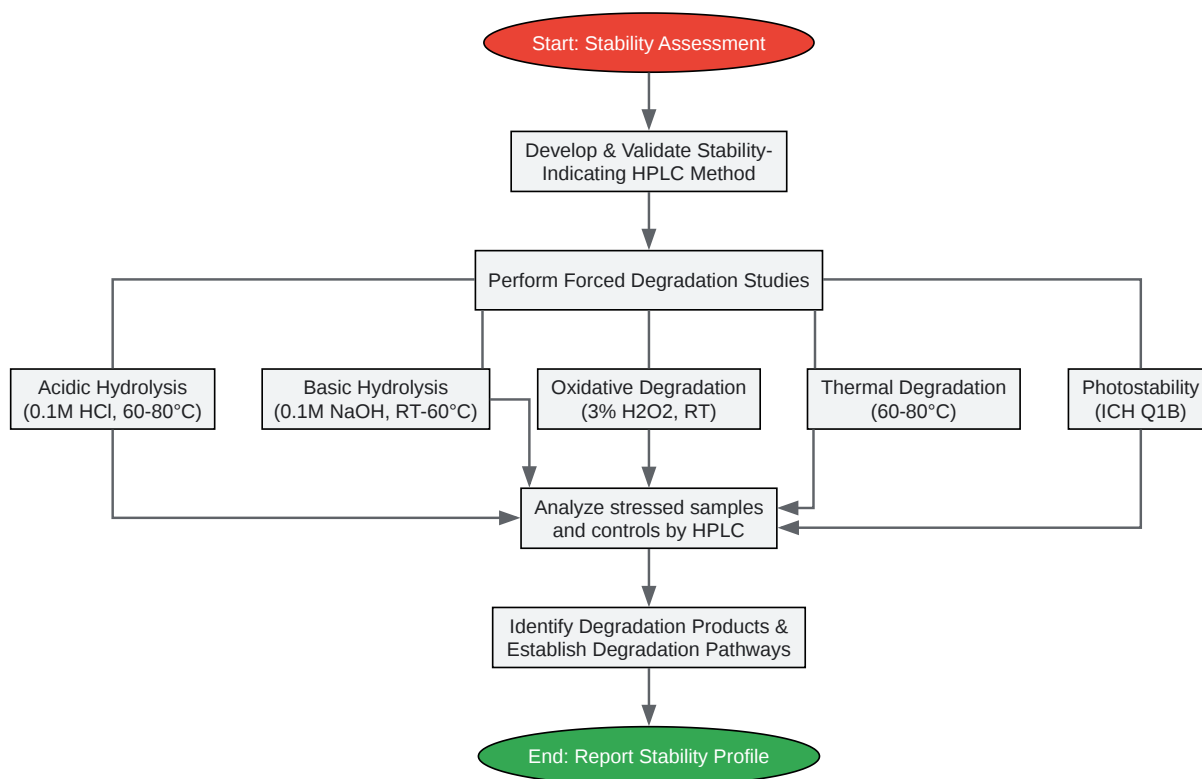 Start: Stability Assessment
Develop & Validate Stability-
Indicating HPLC Method
Perform Forced Degradation Studies
Acidic Hydrolysis
(0.1M HCl, 60-80°C)
Basic Hydrolysis
(0.1M NaOH, RT-60°C)
Oxidative Degradation
(3% H2O2, RT)
Thermal Degradation
(60-80°C)
Photostability
(ICH Q1B)
Analyze stressed samples
and controls by HPLC
Identify Degradation Products &
Establish Degradation Pathways
End: Report Stability Profile